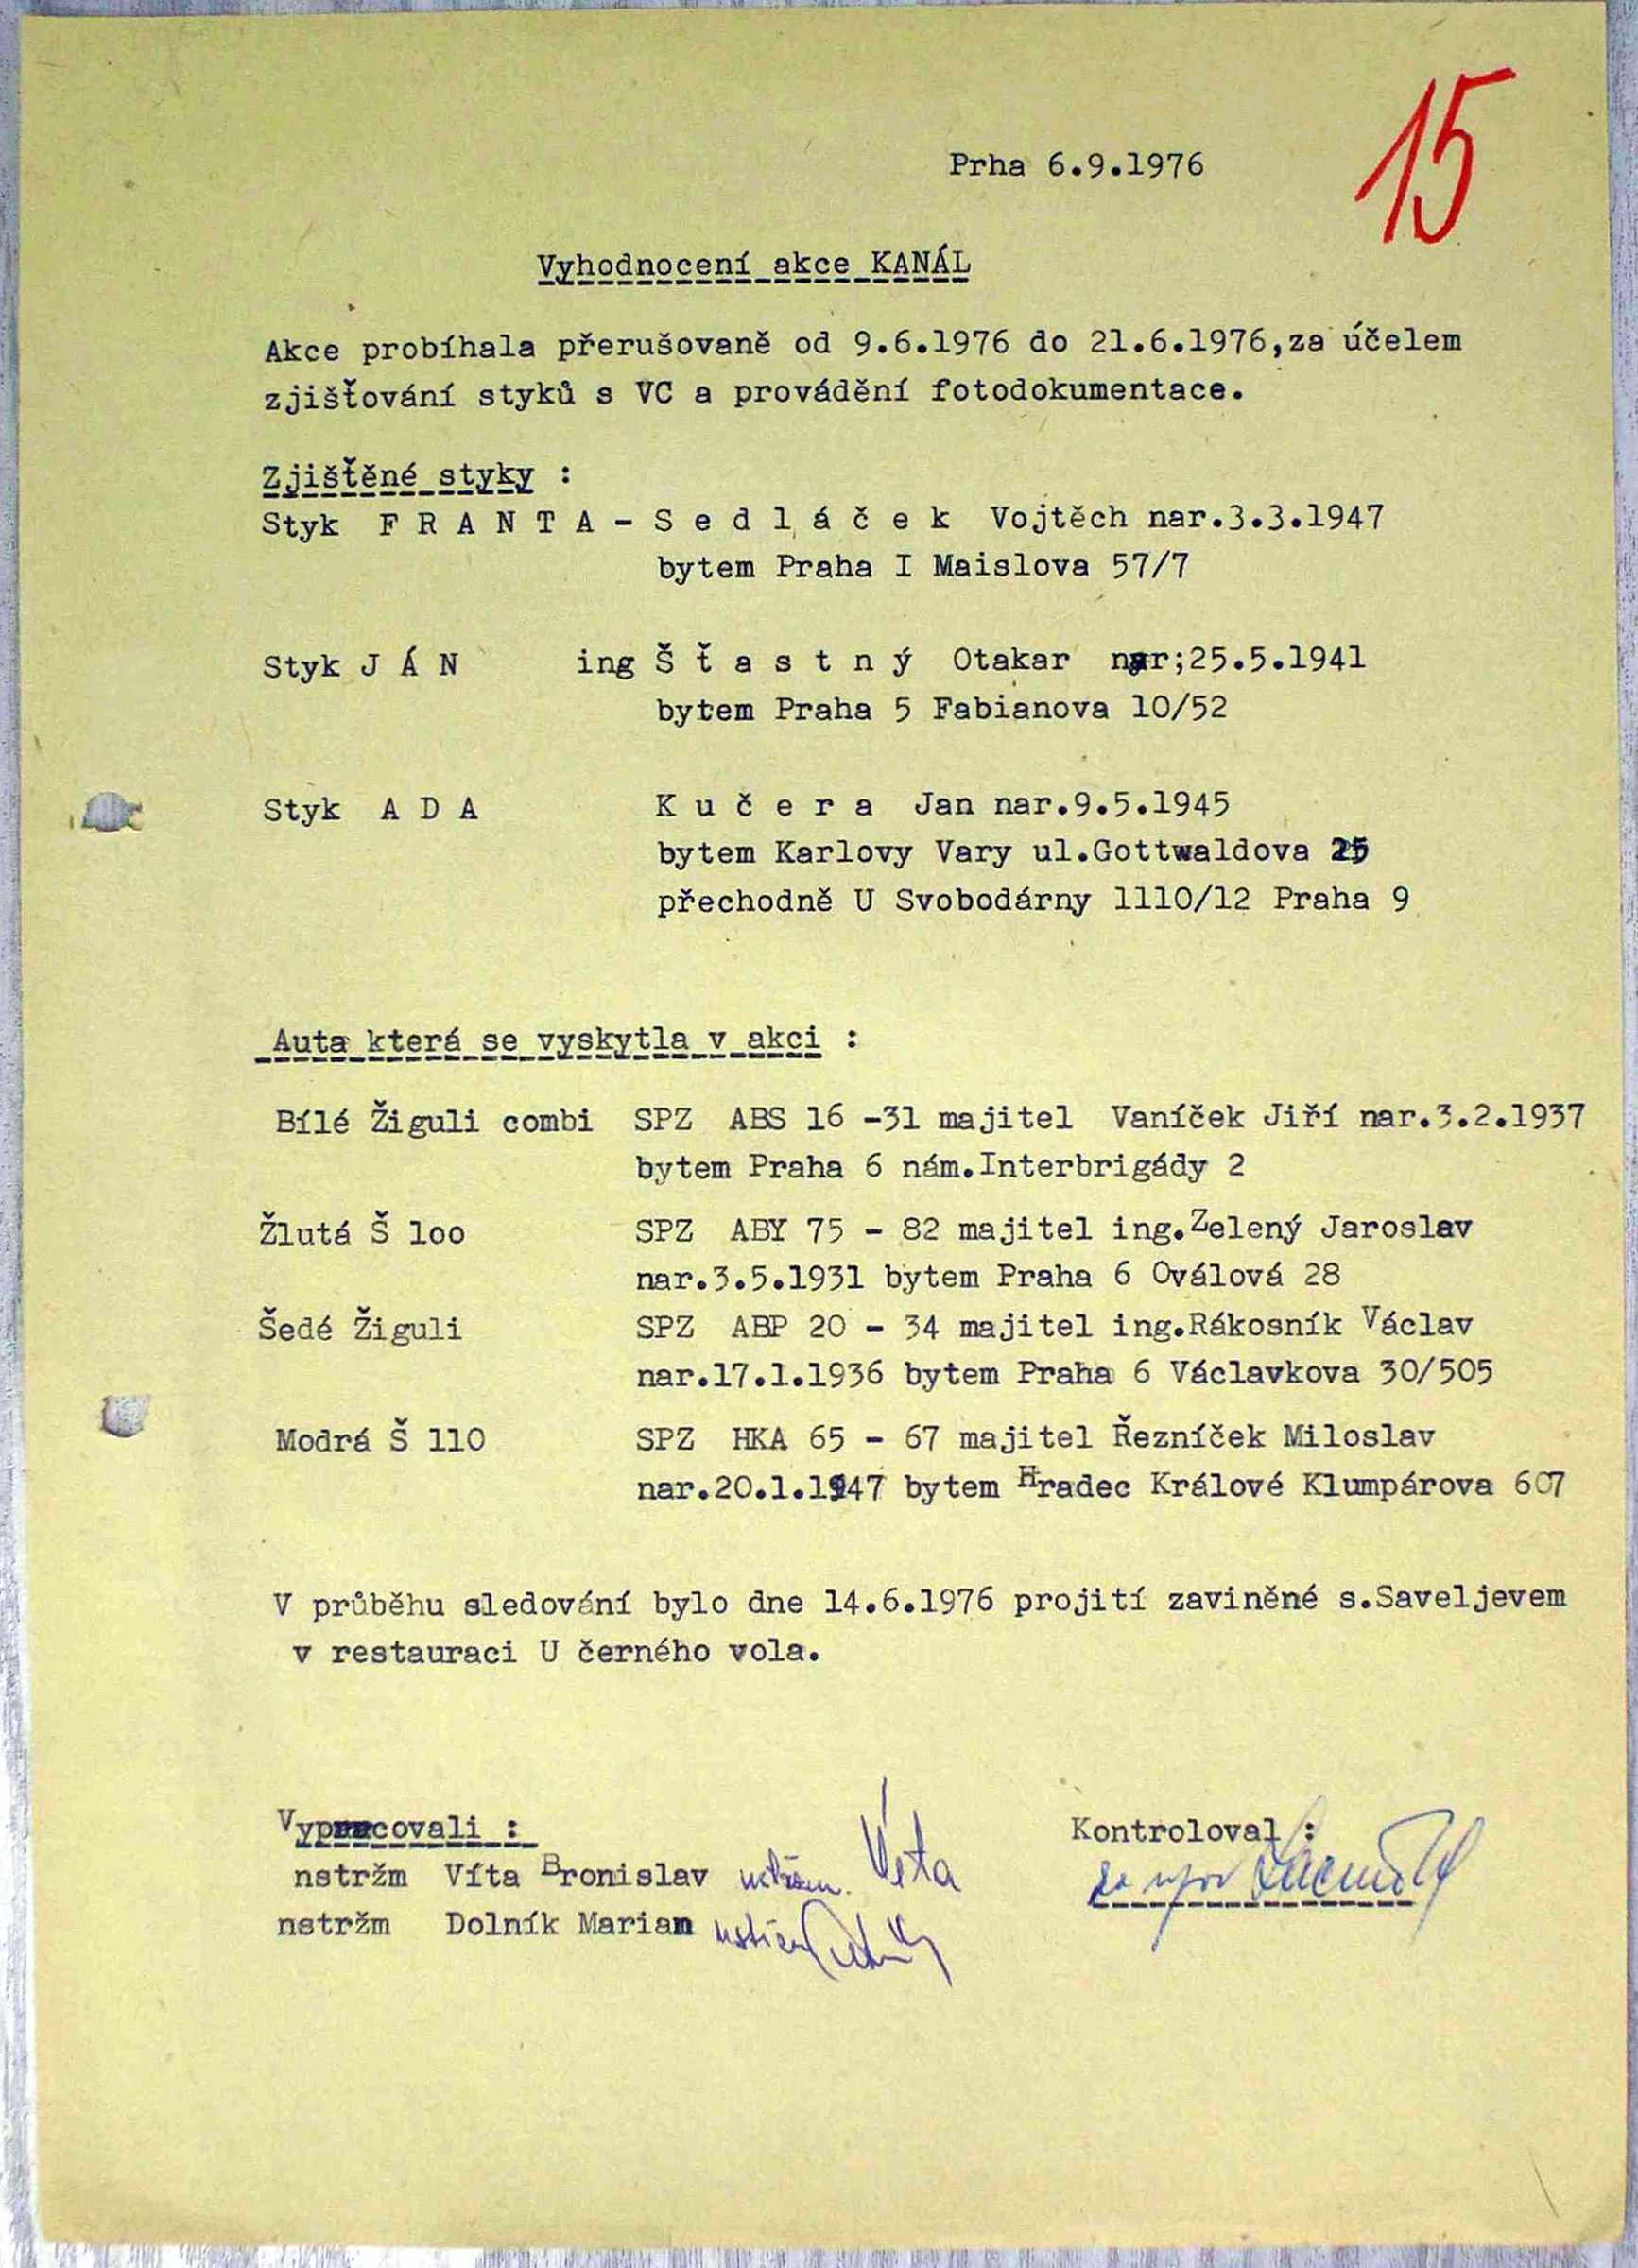 15
Prha 6.9.1976
Vyhodnocení akce KANÁL
Akce probíhala přerušovaně od 9.6.1976 do 21.6.1976,za účelem
zjišťování styků s VC a provádění fotodokumentace.
Zjištěné styky :
Styk F R A N T A - S e d l á č e k Vojtěch nar.3.3.1947
bytem Praha I Maislova 57/7
Styk J Á N ing Š ť a s t n ý Otakar nar;25.5.1941
bytem Praha 5 Fabianova 10/52
Styk A D A K u č e r a Jan nar.9.5.1945
bytem Karlovy Vary ul.Gottwaldova 25
přechodně U Svobodárny 1110/12 Praha 9
Auta která se vyskytla v akci :
Bílé Žiguli combi SPZ ABS 16 -31 majitel Vaníček Jiří nar.3.2.1937
bytem Praha 6 nám.Interbrigády 2
Žlutá Š loo SPZ ABY 75 - 82 majitel ing.Zelený Jaroslav
nar.3.5.1931 bytem Praha 6 Oválová 28
Šedé Žiguli SPZ ABP 20 - 34 majitel ing.Rákosník Václav
nar.17.1.1936 bytem Praha 6 Václavkova 30/505
Modrá Š 110 SPZ HKA 65 - 67 majitel Řezníček Miloslav
nar.20.1.1947 bytem Hradec Králové Klumpárova 607
V průběhu sledování bylo dne 14.6.1976 projití zaviněné s.Saveljevem
v restauraci U černého vola.
Vypracovali : Kontroloval :
nstržm Víta Bronislav nstržm. Víta
nstržm Dolník Marian nstržm